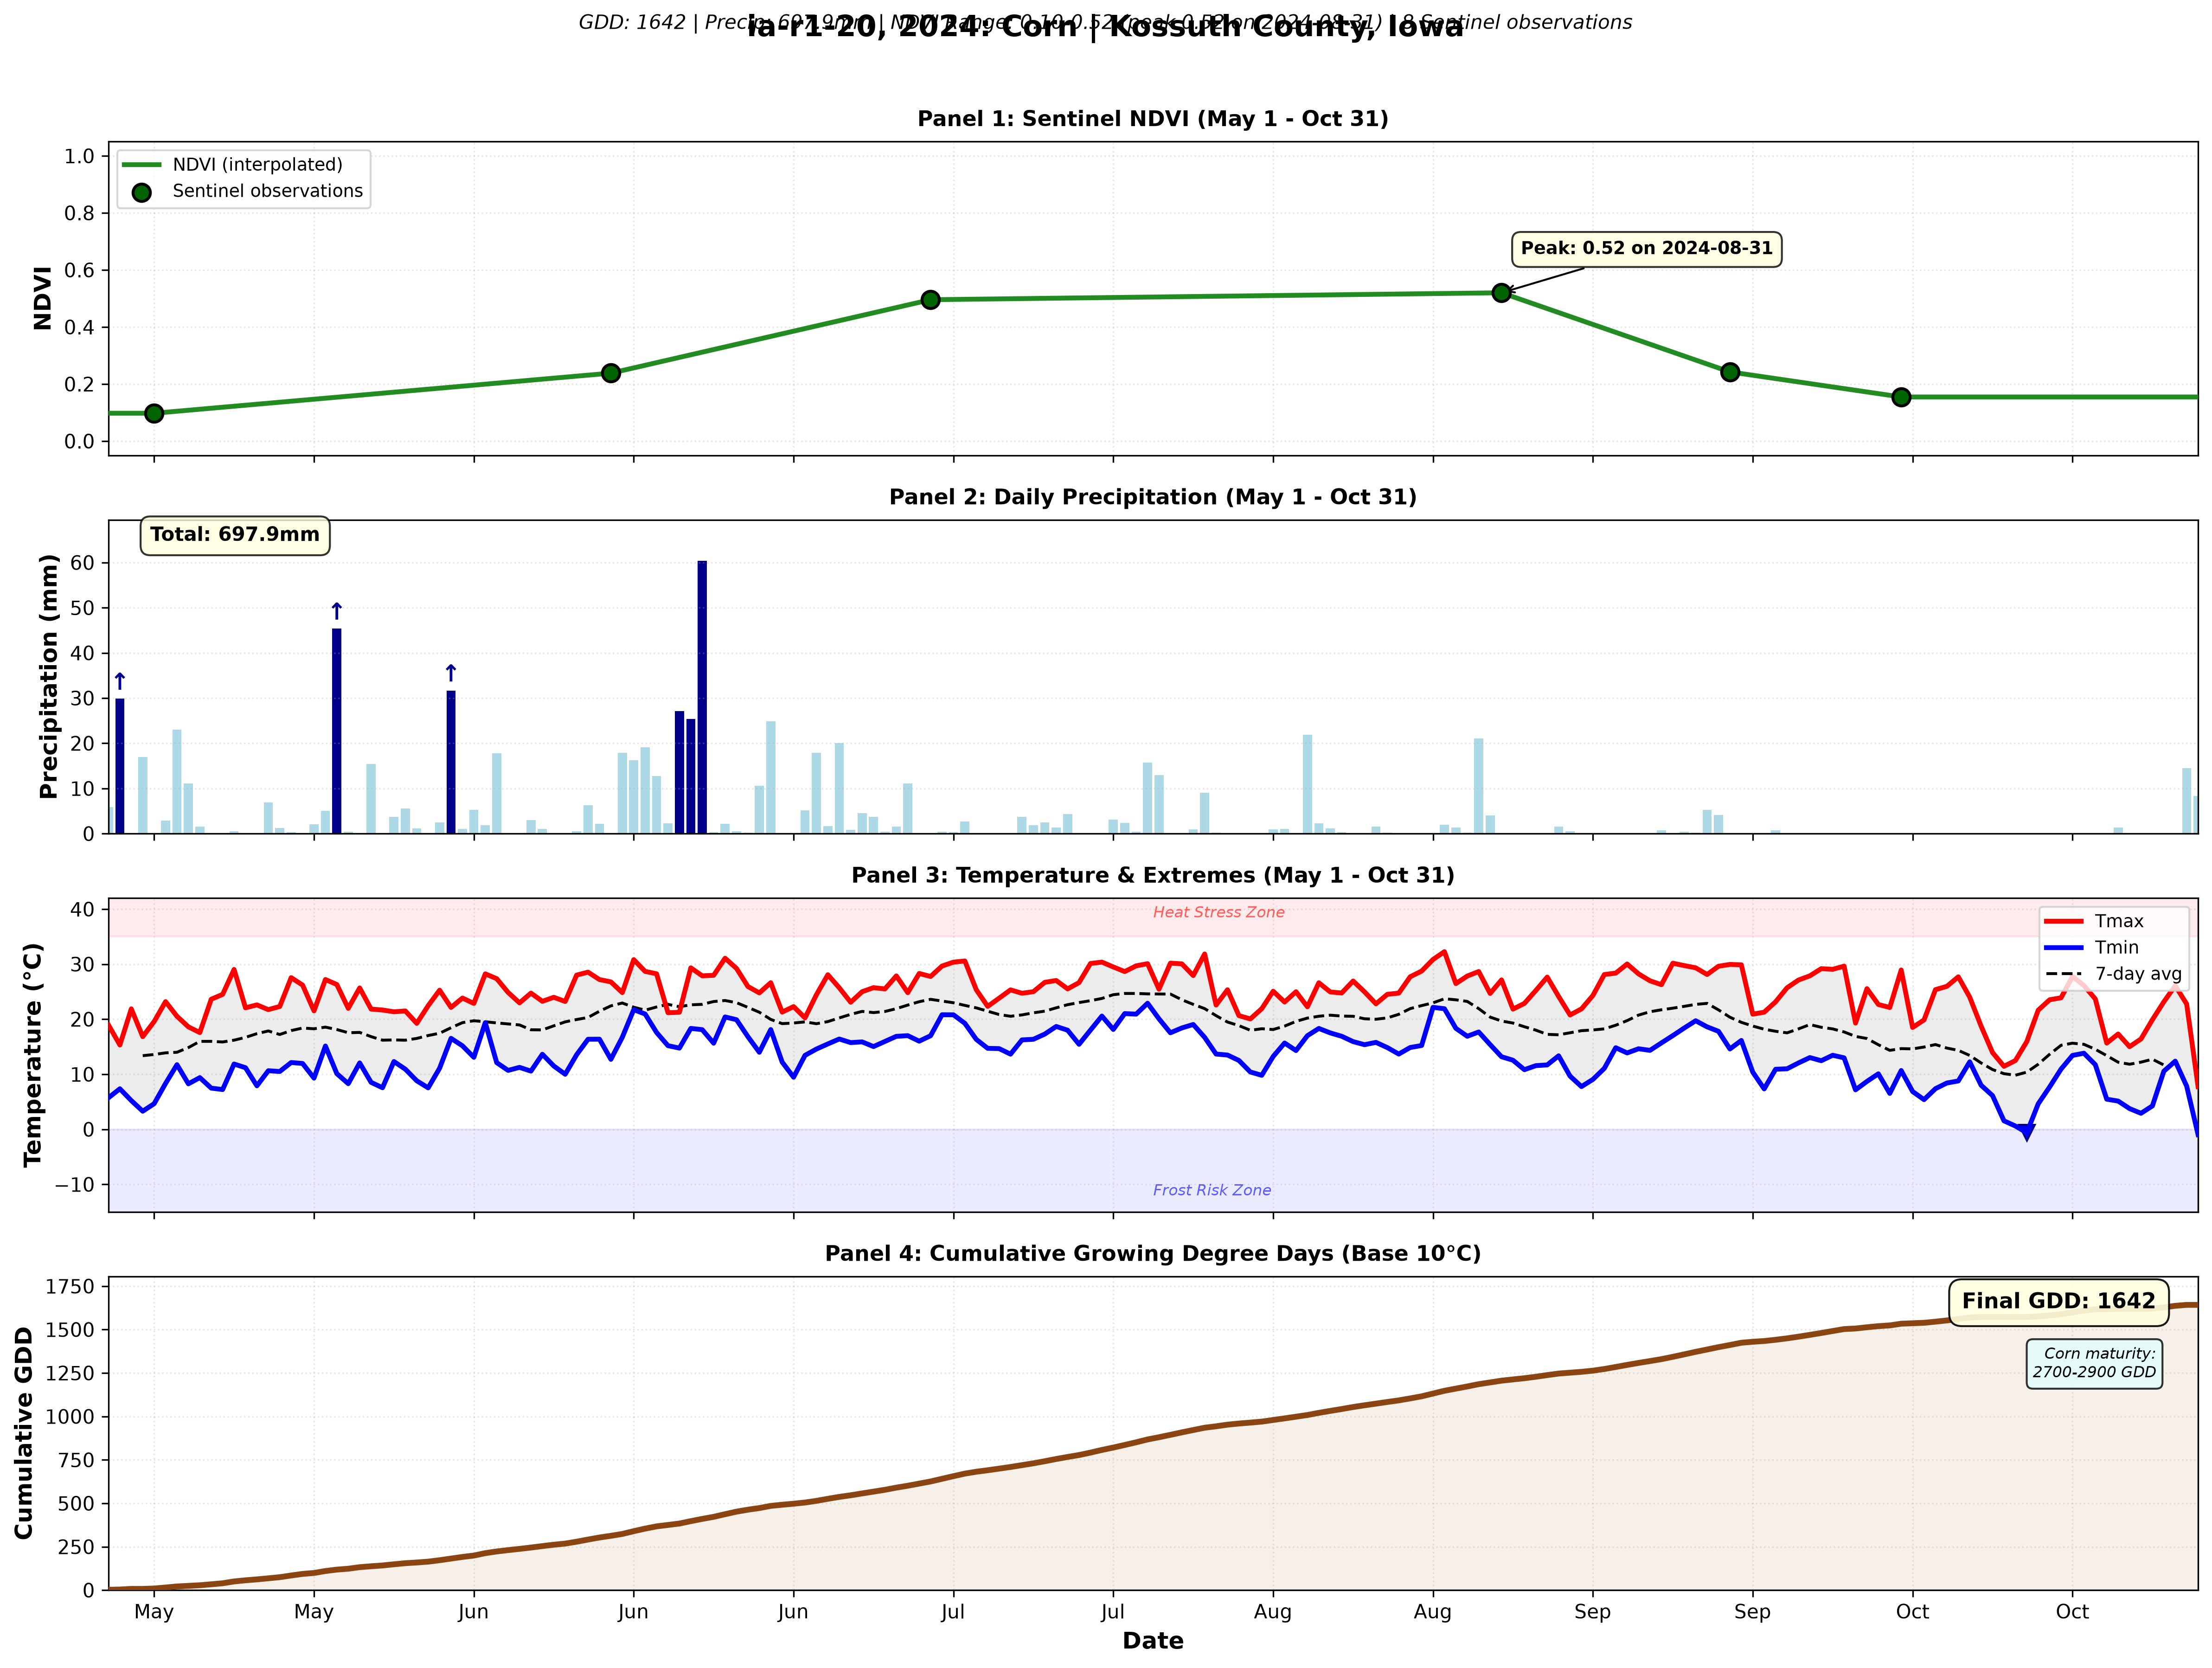 GDD: 1642 | Precip: 697.9mm | NDVI Range: 0.10-0.52 (peak 0.52 on 2024-08-31) | 8 Sentinel observations
ia-r1-20, 2024: Corn | Kossuth County, Iowa
Panel 1: Sentinel NDVI (May 1 - Oct 31)
NDVI
1.0
0.8
0.6
0.4
0.2
0.0
NDVI (interpolated)
Sentinel observations
Peak: 0.52 on 2024-08-31
Panel 2: Daily Precipitation (May 1 - Oct 31)
Precipitation (mm)
60
50
40
30
20
10
0
Total: 697.9mm
↑
↑
↑
Panel 3: Temperature & Extremes (May 1 - Oct 31)
Temperature (°C)
40
30
20
10
0
−10
Heat Stress Zone
Tmax
Tmin
7-day avg
Frost Risk Zone
Panel 4: Cumulative Growing Degree Days (Base 10°C)
Cumulative GDD
1750
1500
1250
1000
750
500
250
0
Final GDD: 1642
Corn maturity:
2700-2900 GDD
May May Jun Jun Jun Jul Jul Aug Aug Sep Sep Oct Oct
Date